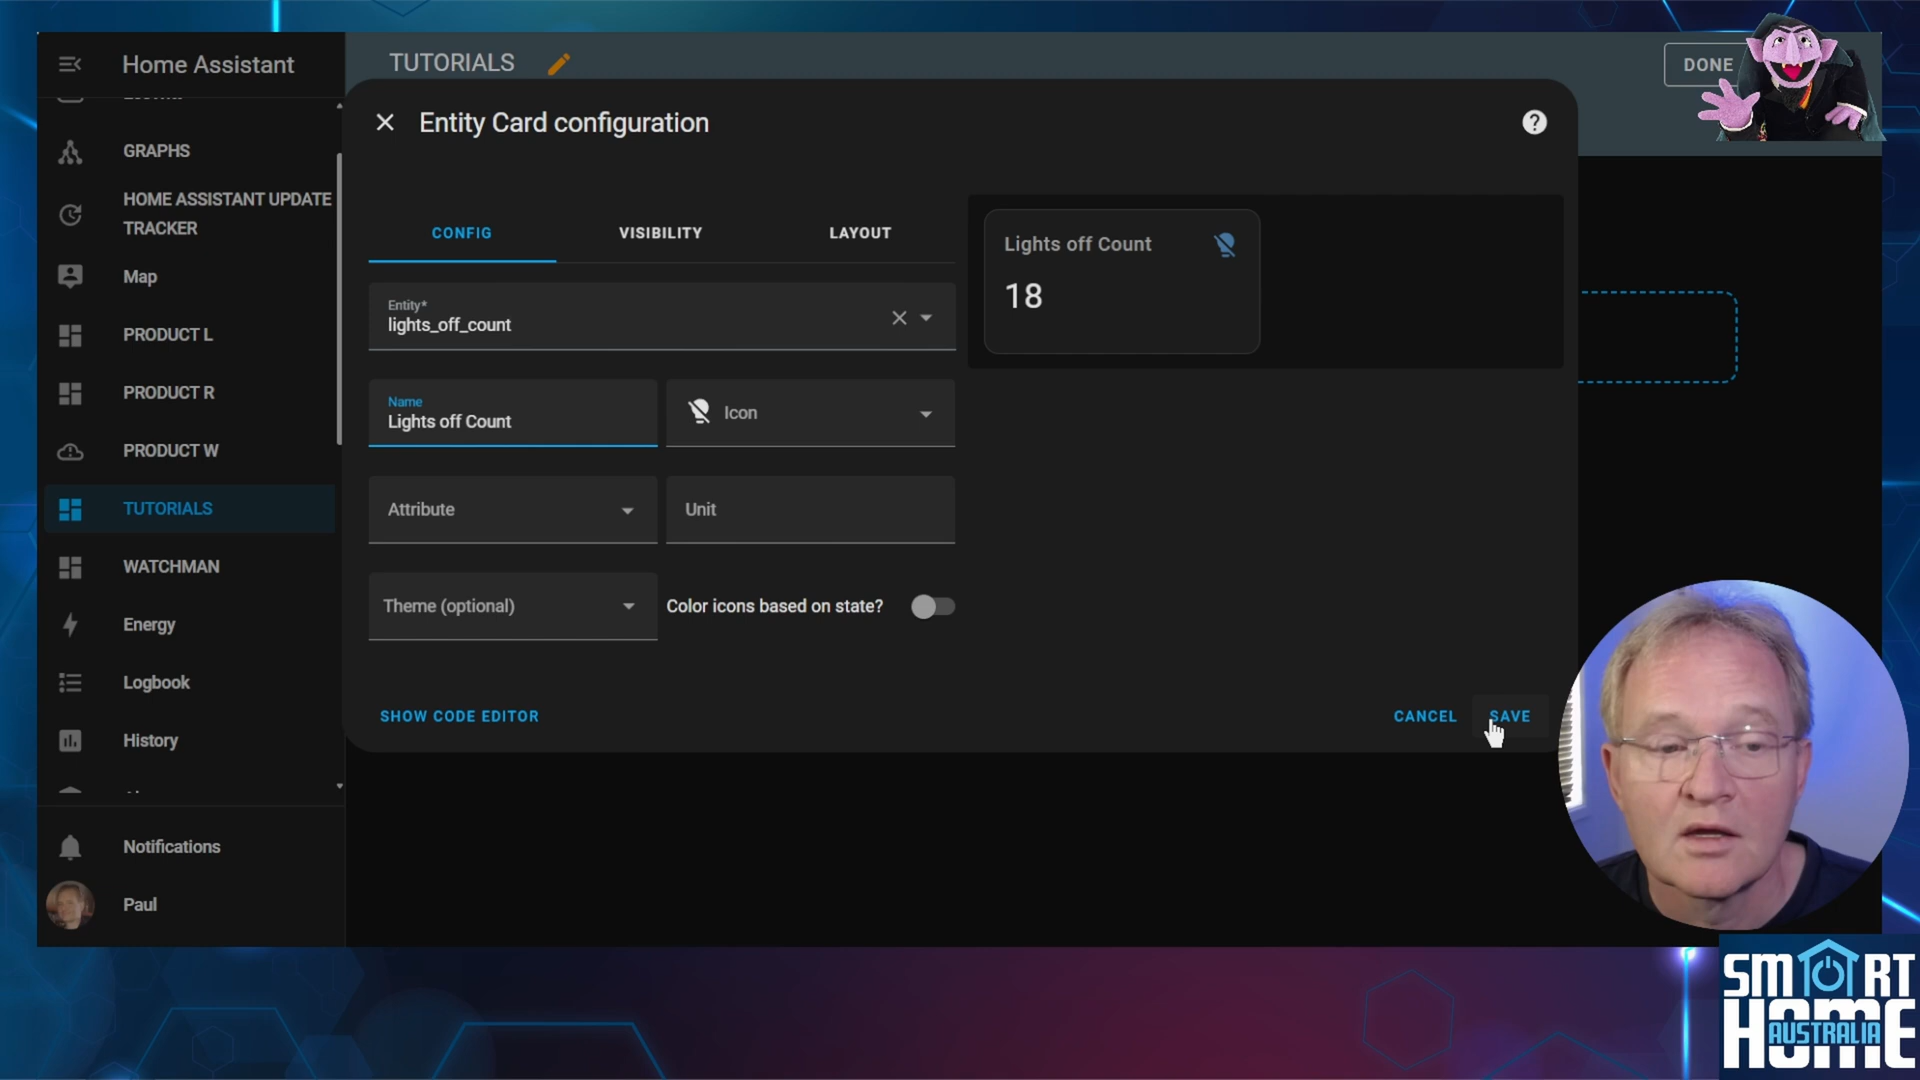 Home Assistant
TUTORIALS
DONE
Entity Card configuration
GRAPHS
HOME ASSISTANT UPDATE
TRACKER
Map
PRODUCT L
PRODUCT R
PRODUCT W
TUTORIALS
WATCHMAN
Energy
Logbook
History
Notifications
Paul
CONFIG
VISIBILITY
LAYOUT
Entity*
lights_off_count
Name
Lights off Count
Icon
Attribute
Unit
Theme (optional)
Color icons based on state?
SHOW CODE EDITOR
CANCEL
SAVE
Lights off Count
18
SMART
HOME
AUSTRALIA